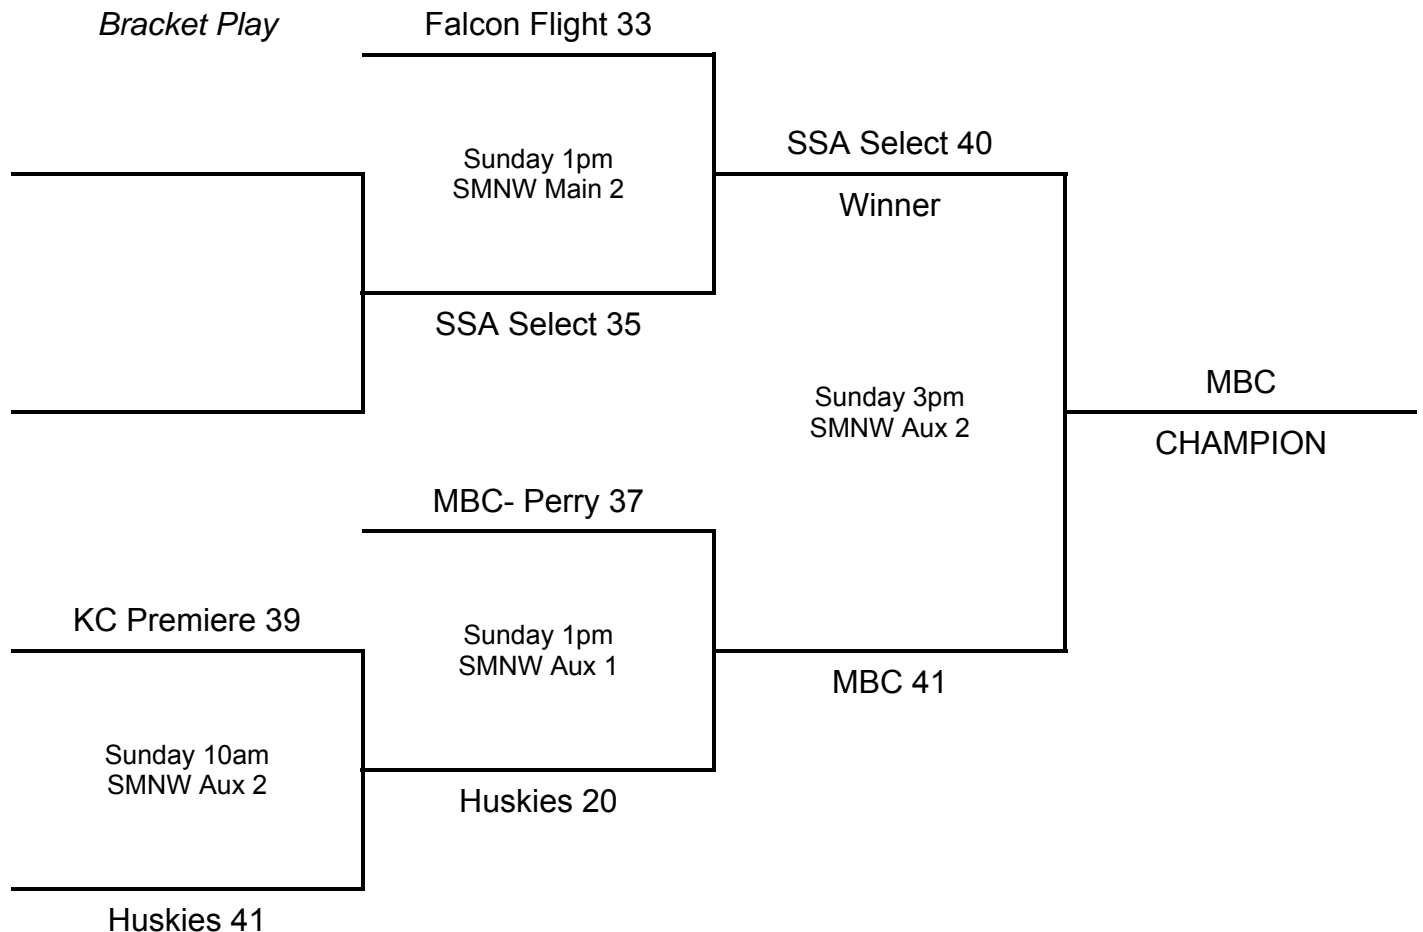 Bracket Play
Falcon Flight 33
Sunday 1pm
SMNW Main 2
SSA Select 35
SSA Select 40
Winner
Sunday 3pm
SMNW Aux 2
MBC
CHAMPION
MBC- Perry 37
Sunday 1pm
SMNW Aux 1
MBC 41
KC Premiere 39
Sunday 10am
SMNW Aux 2
Huskies 20
Huskies 41